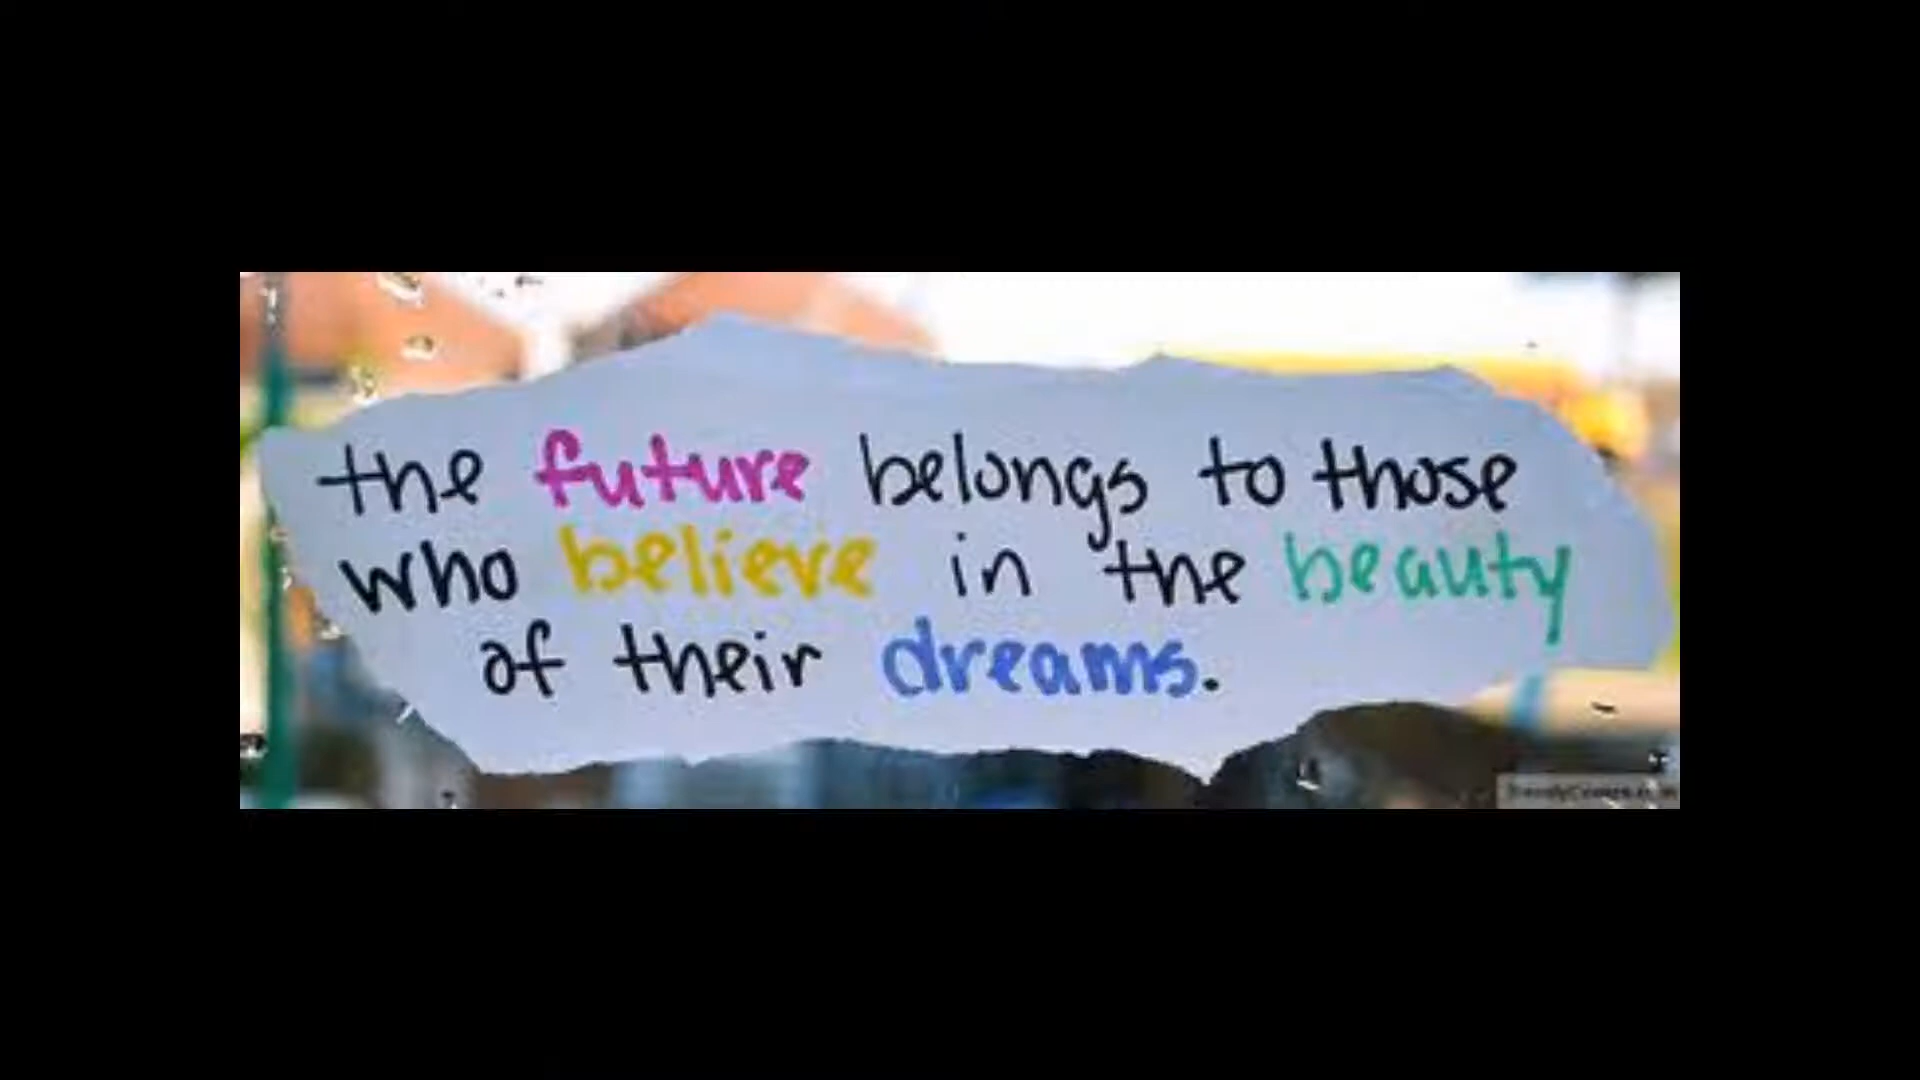 the future belongs to those
who believe in the beauty
of their dreams.